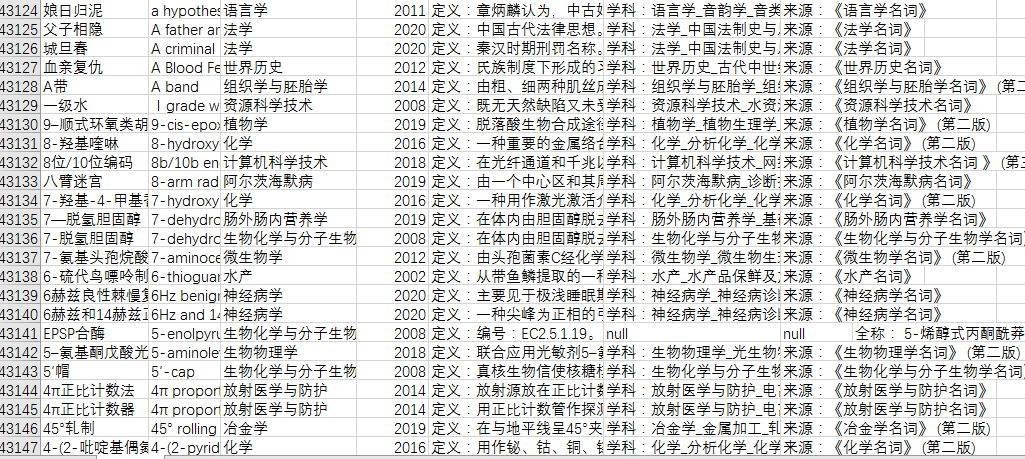 43124 娘日归泥 a hypothes 语言学 2011 定义：章炳麟认为，中古 学科：语言学_音韵学_音类 来源：《语言学名词》
43125 父子相隐 A father an 法学 2020 定义：中国古代法律思想。 学科：法学_中国法制史与 来源：《法学名词》
43126 城旦舂 A criminal 法学 2020 定义：秦汉时期刑罚名称。 学科：法学_中国法制史与 来源：《法学名词》
43127 血亲复仇 A Blood Fe 世界历史 2012 定义：民族制度下形成的 学科：世界历史_古代中世 来源：《世界历史名词》
43128 A带 A band 组织学与胚胎学 2014 定义：由粗、细两种肌丝 学科：组织学与胚胎学_组 来源：《组织学与胚胎学名词》(第二
43129 一级水 Ⅰ grade w 资源科学技术 2008 定义：既无天然缺陷又未 学科：资源科学技术_水资 来源：《资源科学技术名词》
43130 9–顺式环氧类胡 9-cis-epo 植物学 2019 定义：脱落酸生物合成途 学科：植物学_植物生理学_ 来源：《植物学名词》(第二版)
43131 8-羟基喹啉 8-hydroxy 化学 2016 定义：一种重要的金属络 学科：化学_分析化学_化学 来源：《化学名词》(第二版)
43132 8位/10位编码 8b/10b en 计算机科学技术 2018 定义：在光纤通道和千兆 学科：计算机科学技术_网 来源：《计算机科学技术名词 》(第三
43133 八臂迷宫 8-arm rad 阿尔茨海默病 2019 定义：由一个中心区和其 学科：阿尔茨海默病_诊断 来源：《阿尔茨海默病名词》
43134 7-羟基-4-甲基 7-hydroxy 化学 2016 定义：一种用作激光激活 学科：化学_分析化学_化学 来源：《化学名词》(第二版)
43135 7—脱氢胆固醇 7-dehydro 肠外肠内营养学 2019 定义：在体内由胆固醇脱 学科：肠外肠内营养学_基 来源：《肠外肠内营养学名词》
43136 7-脱氢胆固醇 7-dehydro 生物化学与分子生物 2008 定义：在体内由胆固醇脱 学科：生物化学与分子生物 来源：《生物化学与分子生物学名词
43137 7-氨基头孢烷酸 7-aminoce 微生物学 2012 定义：由头孢菌素C经化学 学科：微生物学_微生物生 来源：《微生物学名词》(第二版)
43138 6-硫代鸟嘌呤制 6-thioguan 水产 2002 定义：从带鱼鳞提取的一 学科：水产_水产品保鲜及 来源：《水产名词》
43139 6赫兹良性棘慢 6Hz benign 神经病学 2020 定义：主要见于极浅睡眠 学科：神经病学_神经病诊 来源：《神经病学名词》
43140 6赫兹和14赫兹 6Hz and 14 神经病学 2020 定义：一种尖峰为正相的 学科：神经病学_神经病诊 来源：《神经病学名词》
43141 EPSP合酶 5-enolpyru 生物化学与分子生物 2008 定义：编号：EC2.5.1.19。 null null 全称： 5-烯醇式丙酮酰莽
43142 5–氨基酮戊酸光 5-aminole 生物物理学 2018 定义：联合应用光敏剂5– 学科：生物物理学_光生物 来源：《生物物理学名词》(第二版)
43143 5′帽 5′-cap 生物化学与分子生物 2008 定义：真核生物信使核糖 学科：生物化学与分子生物 来源：《生物化学与分子生物学名词
43144 4π正比计数法 4π proport 放射医学与防护 2014 定义：放射源放在正比计 学科：放射医学与防护_电 来源：《放射医学与防护名词》
43145 4π正比计数器 4π proport 放射医学与防护 2014 定义：用正比计数管作探 学科：放射医学与防护_电 来源：《放射医学与防护名词》
43146 45°轧制 45° rolling 冶金学 2019 定义：在与地平线呈45°夹 学科：冶金学_金属加工_轧 来源：《冶金学名词》(第二版)
43147 4-(2-吡啶基偶氮 4-(2-pyrid 化学 2016 定义：用作铋、钴、铜、 学科：化学_分析化学_化学 来源：《化学名词》(第二版)